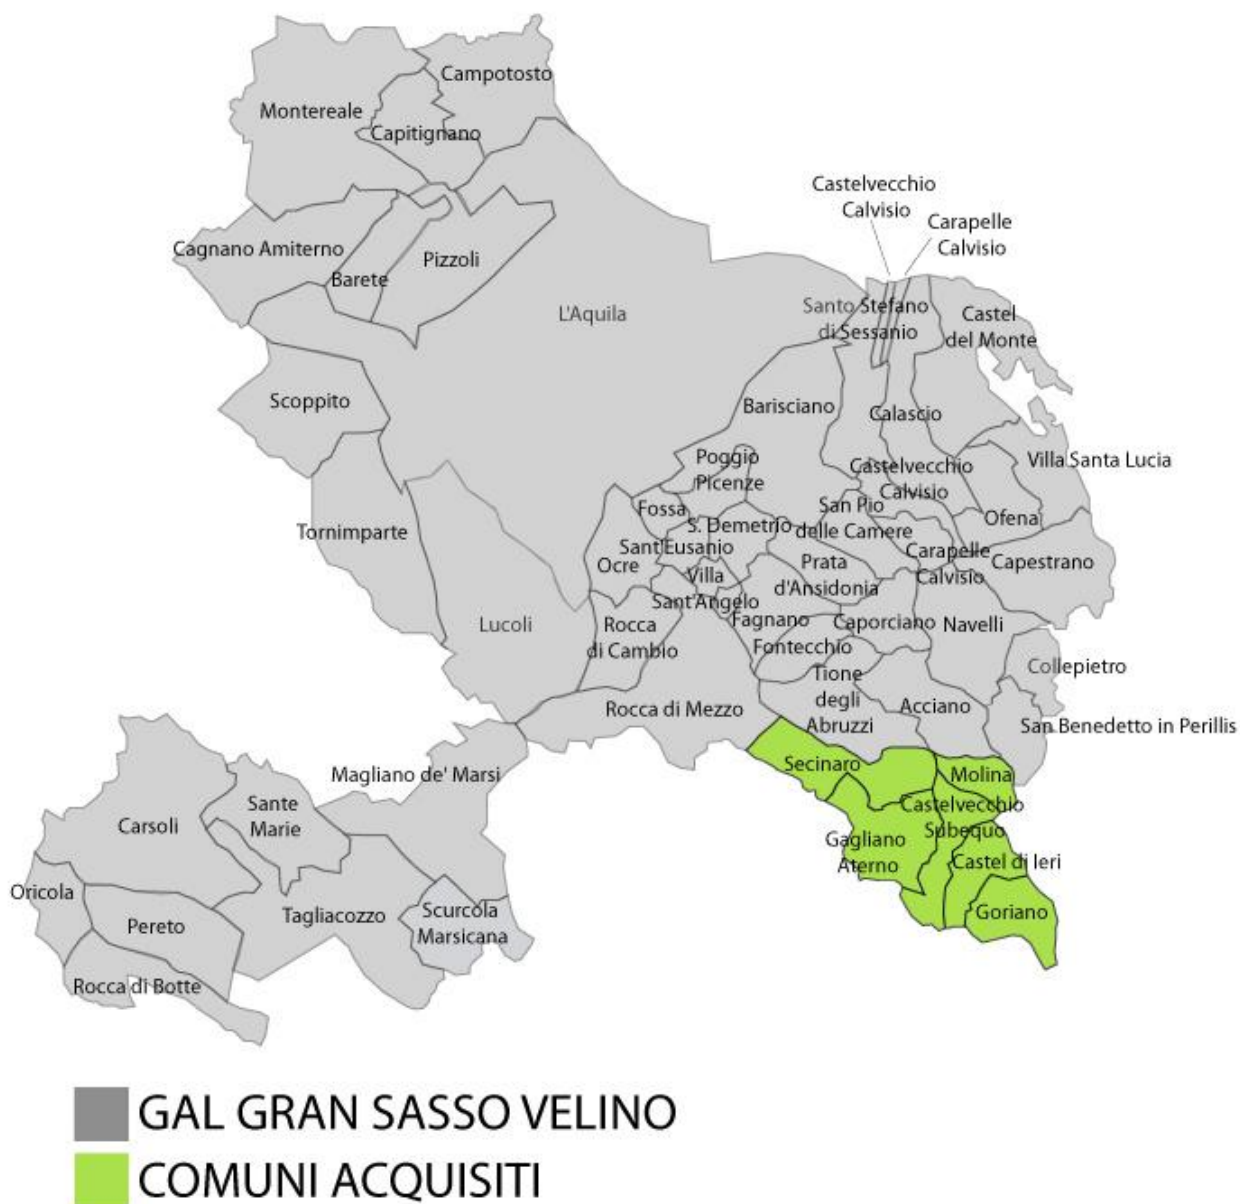 Campotosto
Montereale
Capitignano
Castelvecchio
Calvisio
Carapelle
Calvisio
Cagnano Amiterno
Barete
Pizzoli
L'Aquila
Santo Stefano
di Sessanio
Castel
del Monte
Scoppito
Barisciano
Calascio
Poggio
Picenze
Castelvecchio
Calvisio
Villa Santa Lucia
Fossa
San Pio
delle Camere
Ofena
Tornimparte
S. Demetrio
Sant'Eusanio
Ocre
Villa
Sant'Angelo
Prata
d'Ansidonia
Carapelle
Calvisio
Capestrano
Lucoli
Rocca
di Cambio
Fagnano
Fontecchio
Caporciano
Navelli
Collepietro
Rocca di Mezzo
Tione
degli
Abruzzi
Acciano
San Benedetto in Perillis
Magliano de' Marsi
Secinaro
Molina
Carsoli
Sante
Marie
Castelvecchio
Subequo
Gagliano
Aterno
Castel di Ieri
Oricola
Pereto
Tagliacozzo
Scurcola
Marsicana
Goriano
Rocca di Botte
GAL GRAN SASSO VELINO
COMUNI ACQUISITI